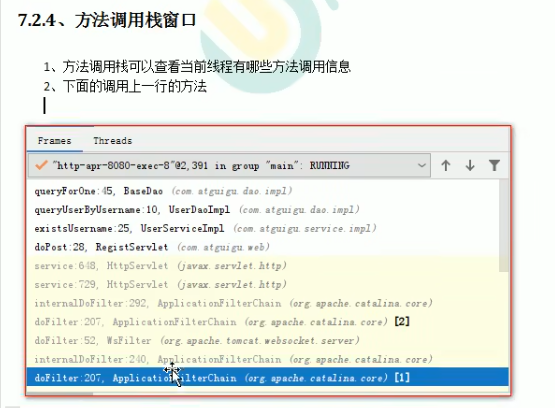 7.2.4、方法调用栈窗口
1、方法调用栈可以查看当前线程有哪些方法调用信息
2、下面的调用上一行的方法
Frames Threads
"http-apr-8080-exec-8"@2,391 in group "main": RUNNING
queryForOne:45, BaseDao (com.atguigu.dao.impl)
queryUserByUsername:10, UserDaoImpl (com.atguigu.dao.impl)
existsUsername:25, UserServiceImpl (com.atguigu.service.impl)
doPost:28, RegistServlet (com.atguigu.web)
service:648, HttpServlet (javax.servlet.http)
service:729, HttpServlet (javax.servlet.http)
internalDoFilter:292, ApplicationFilterChain (org.apache.catalina.core)
doFilter:207, ApplicationFilterChain (org.apache.catalina.core) [2]
doFilter:52, WsFilter (org.apache.tomcat.websocket.server)
internalDoFilter:240, ApplicationFilterChain (org.apache.catalina.core)
doFilter:207, ApplicationFilterChain (org.apache.catalina.core) [1]